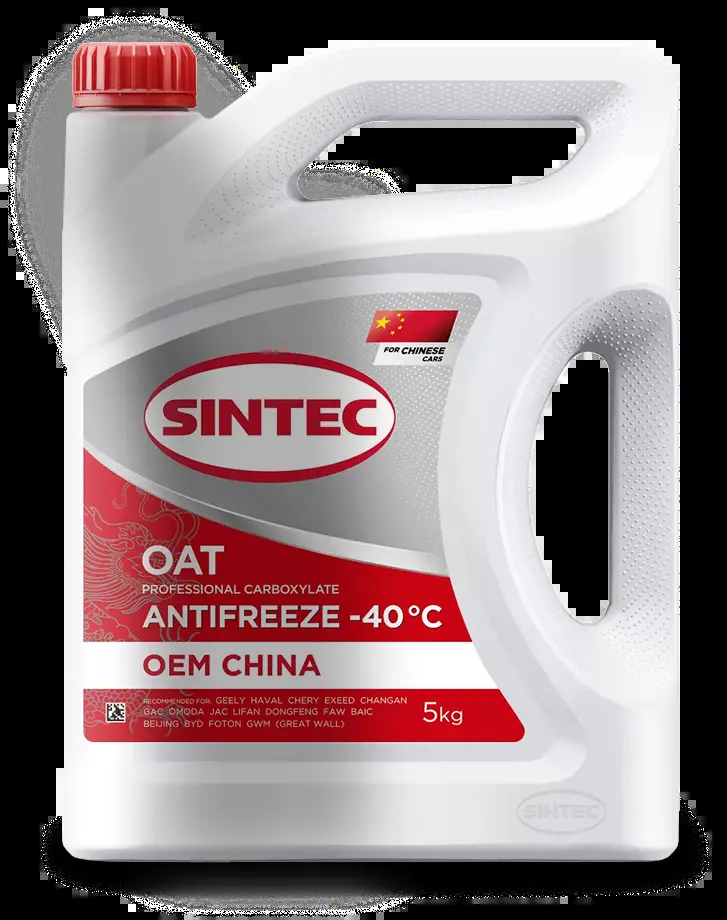 FOR CHINESE
CARS
SINTEC
OAT
PROFESSIONAL CARBOXYLATE
ANTIFREEZE -40°C
OEM CHINA
RECOMMENDED FOR: GEELY HAVAL CHERY EXEED CHANGAN
GAC OMODA JAC LIFAN DONGFENG FAW BAIC
BEIJING BYD FOTON GWM (GREAT WALL)
5kg
SINTEC